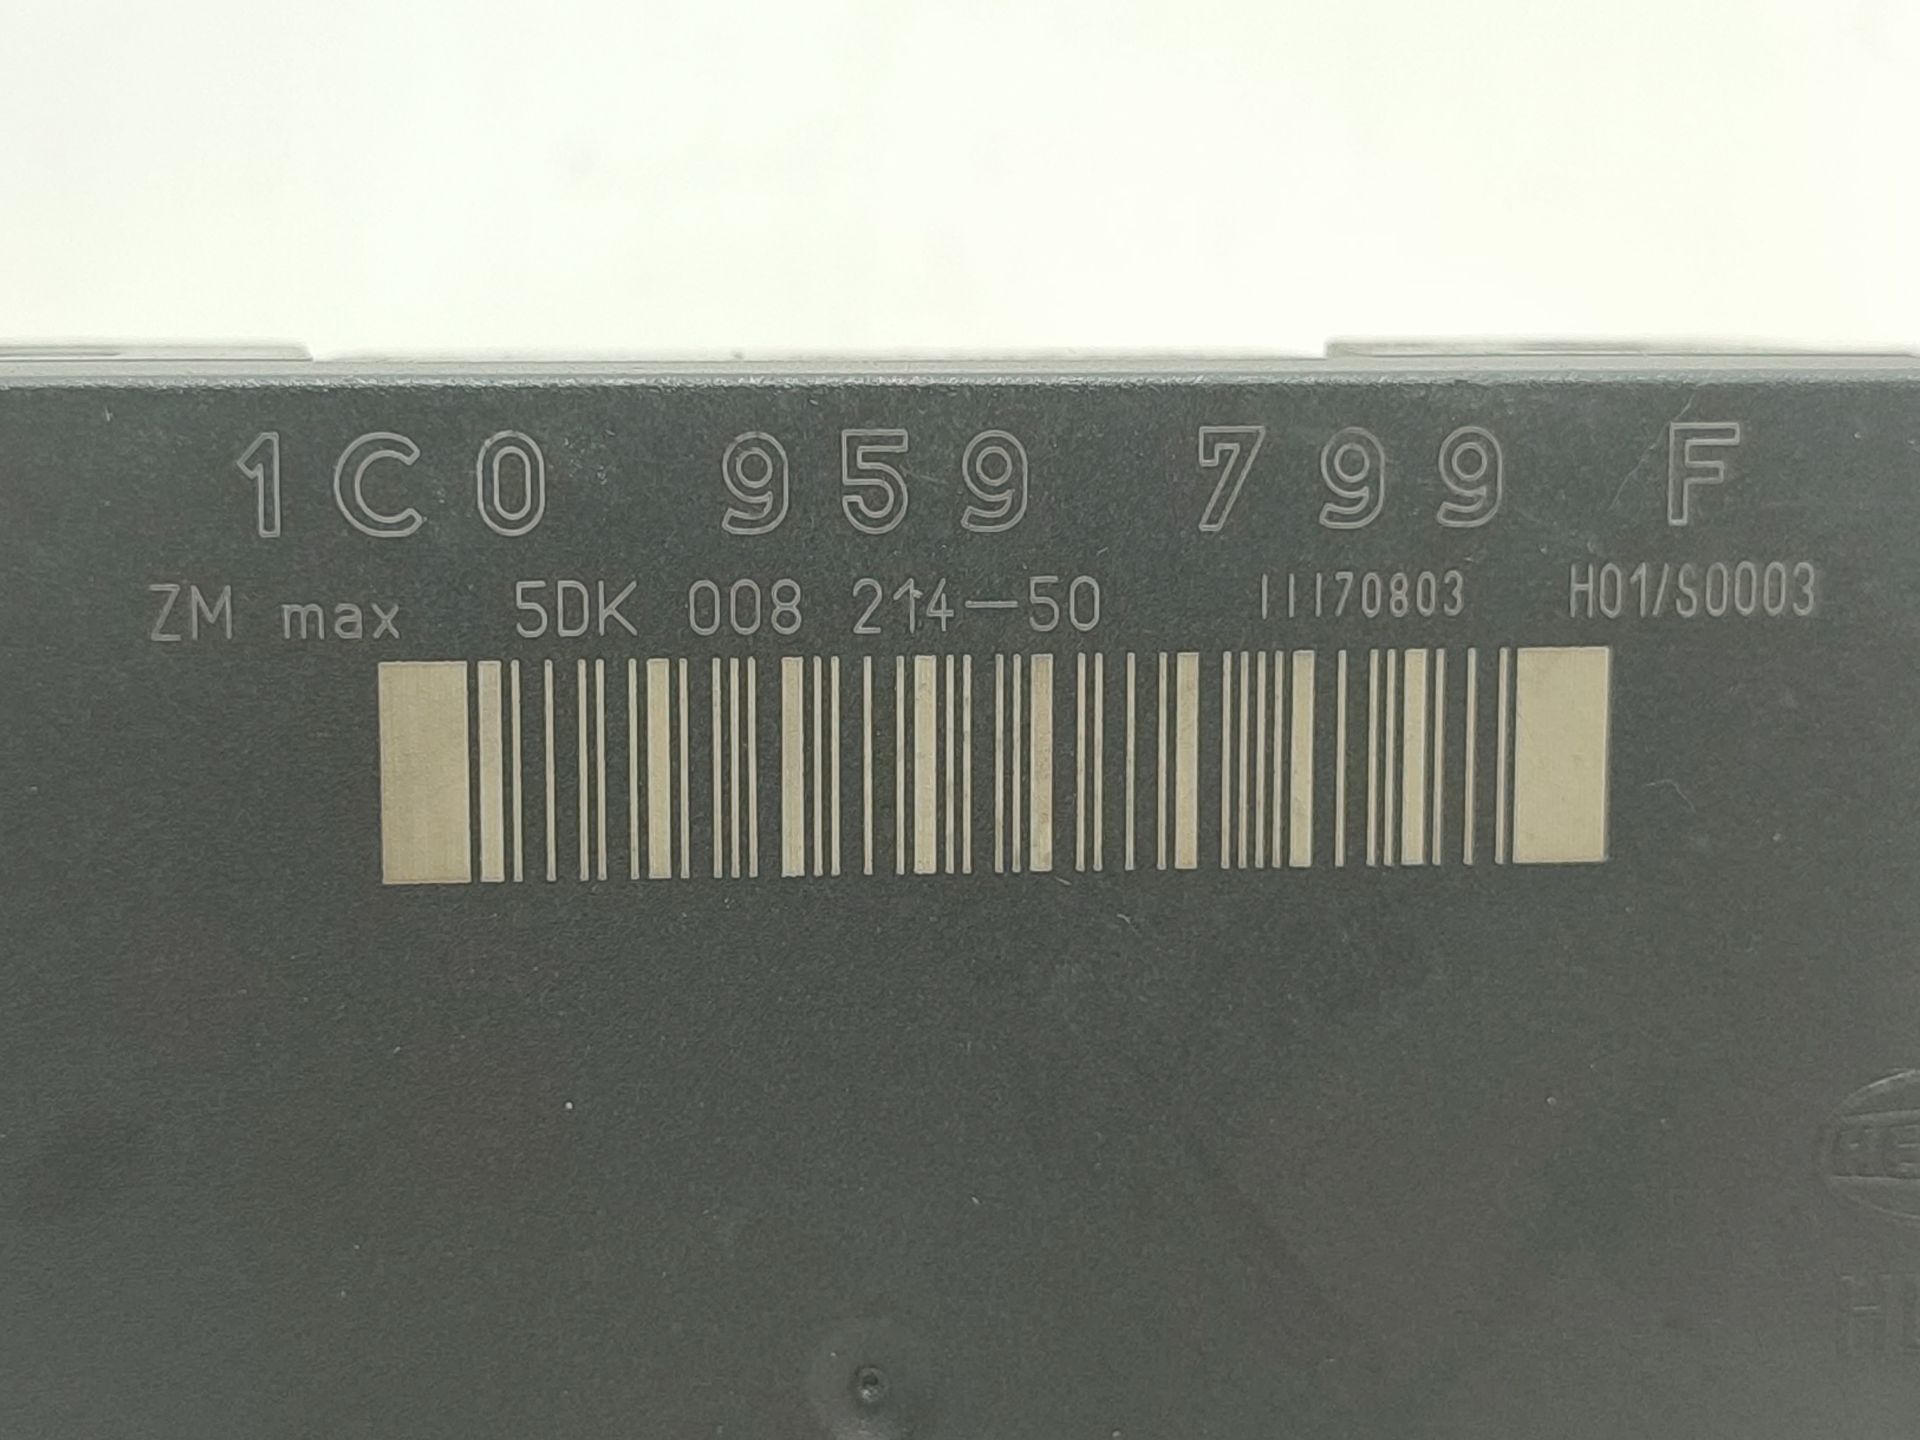 1C0 959 799 F
ZM max 5DK 008 214-50 11170803 H01/S0003